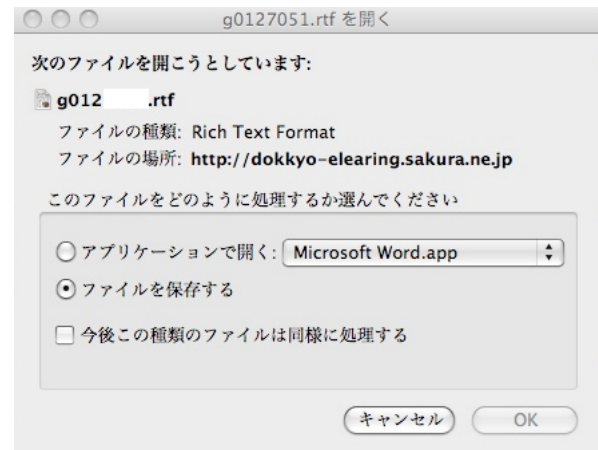 g0127051.rtf を開く
次のファイルを開こうとしています:
g012 .rtf
ファイルの種類: Rich Text Format
ファイルの場所: http://dokkyo-elearing.sakura.ne.jp
このファイルをどのように処理するか選んでください
アプリケーションで開く: Microsoft Word.app
ファイルを保存する
今後この種類のファイルは同様に処理する
キャンセル OK